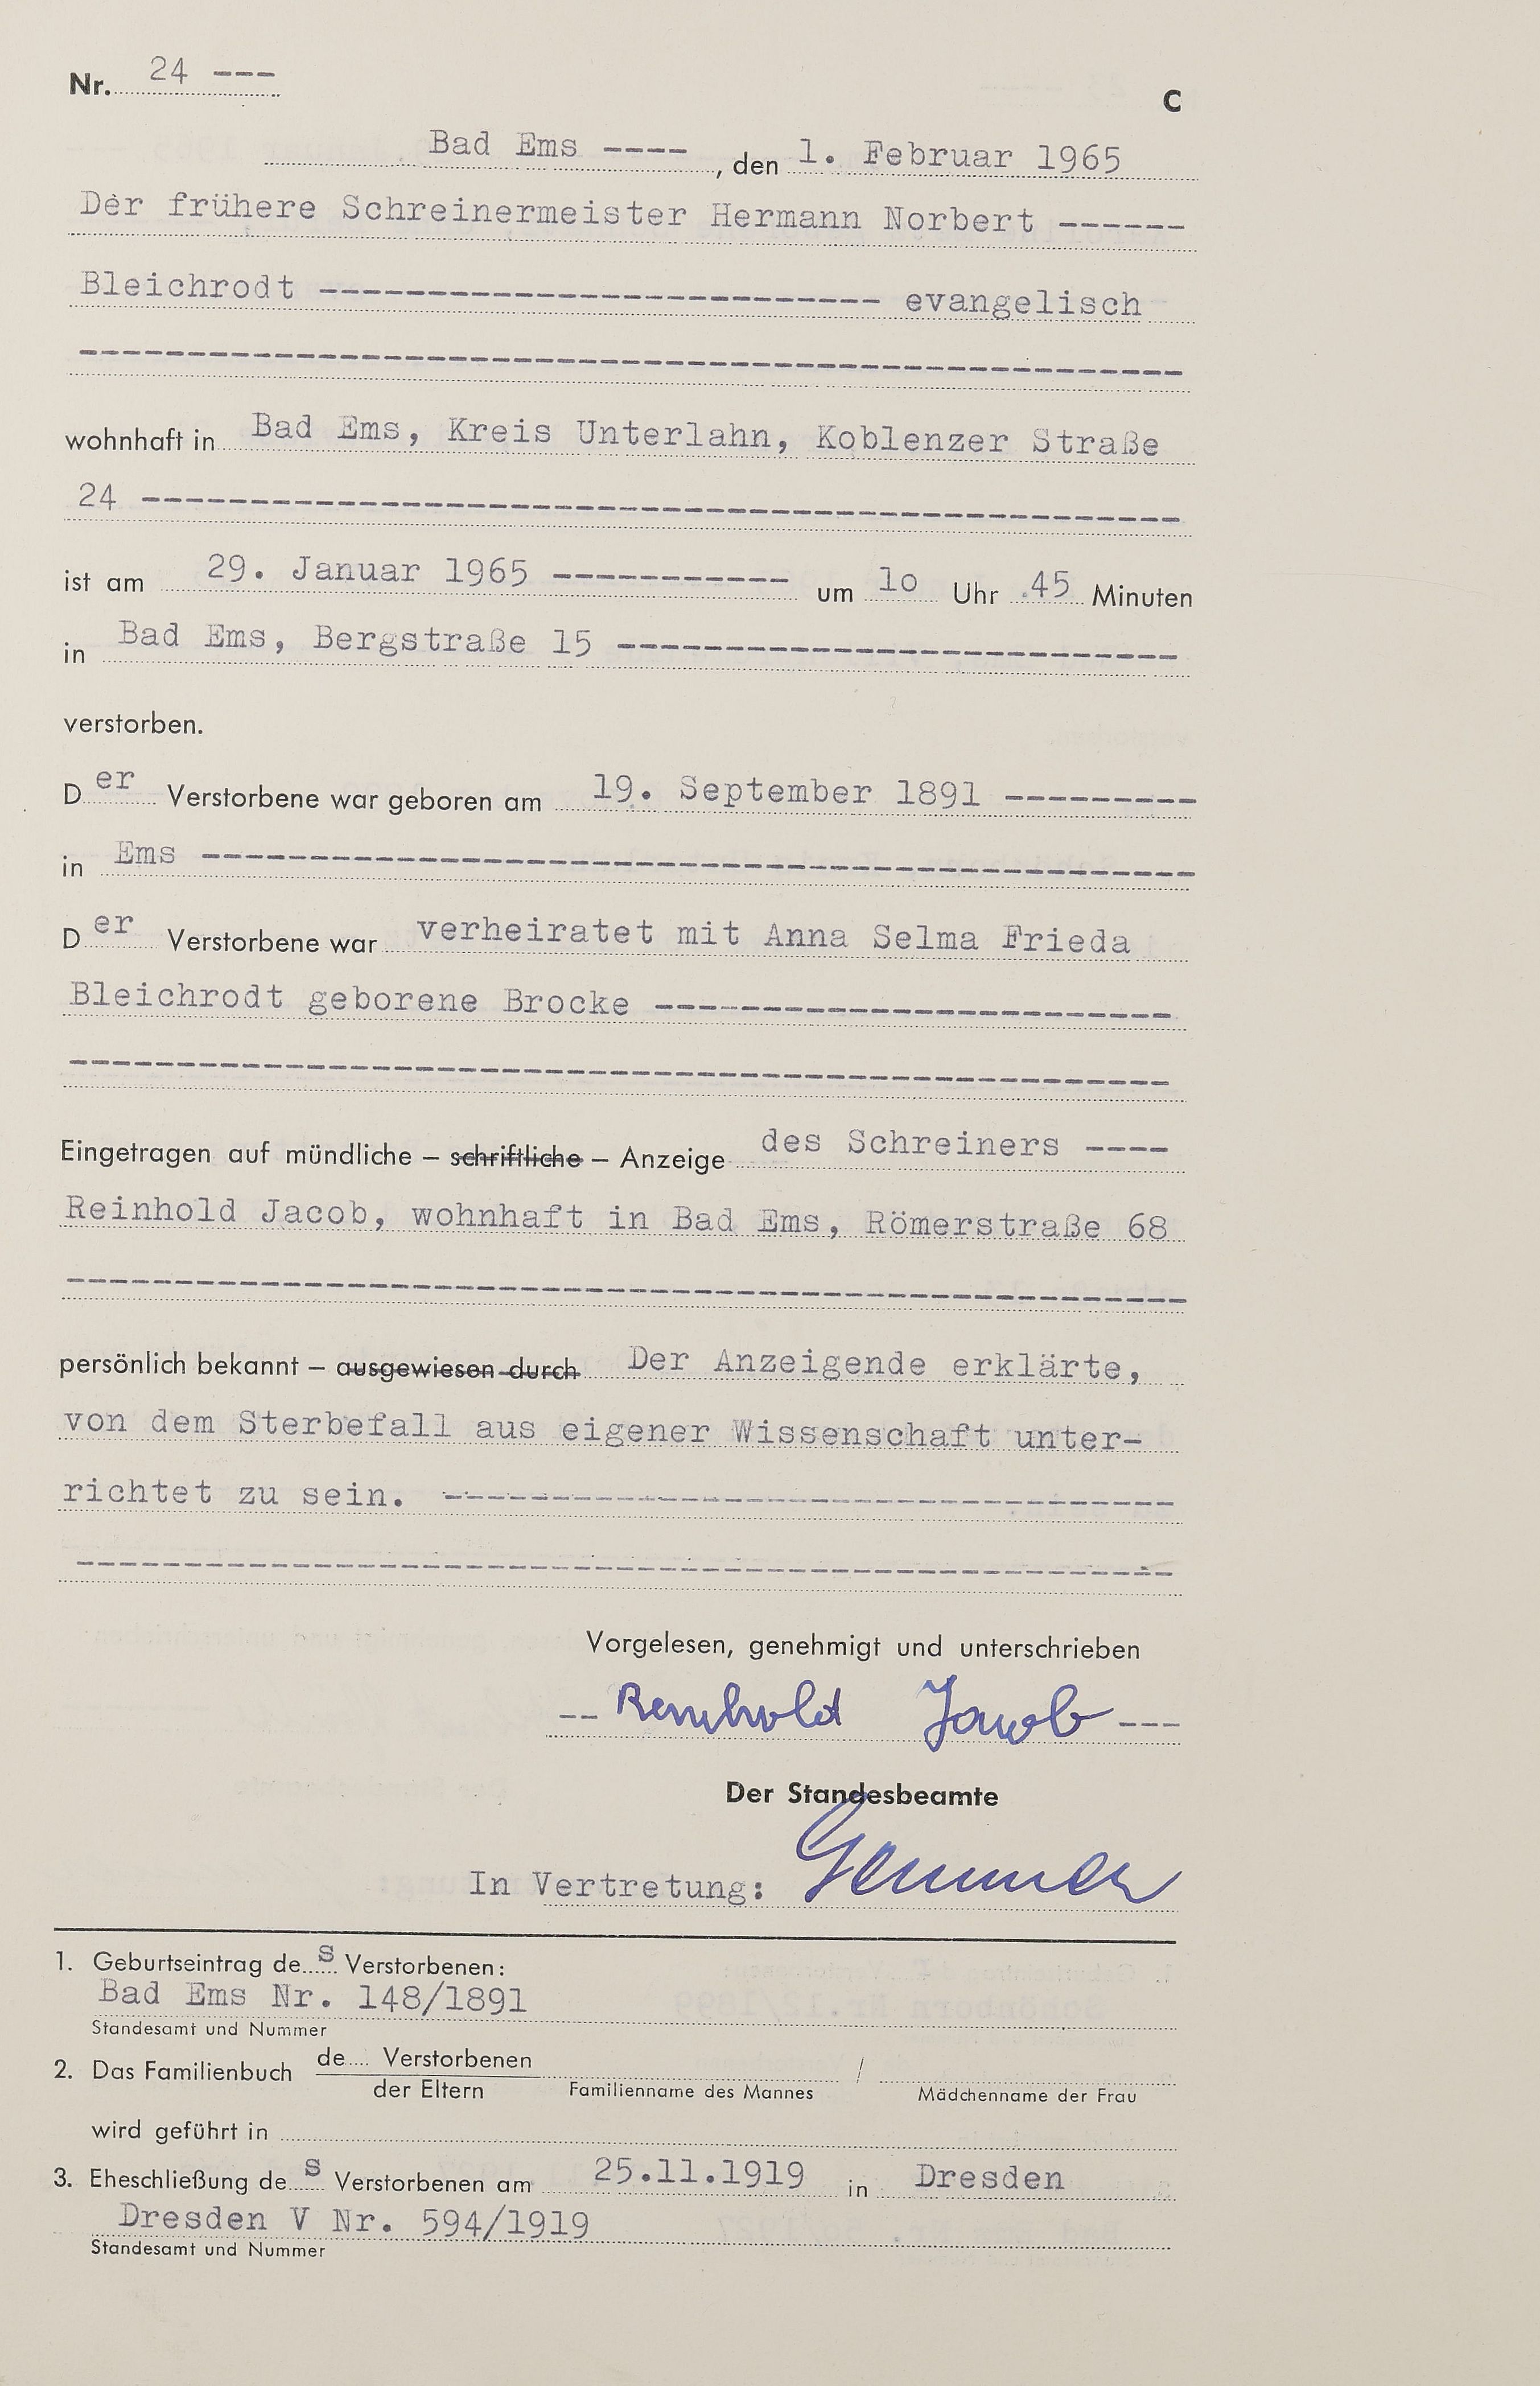 Nr. 24 ---
C
Bad Ems ----, den 1. Februar 1965
Der frühere Schreinermeister Hermann Norbert ------
Bleichrodt -------------------------- evangelisch
wohnhaft in Bad Ems, Kreis Unterlahn, Koblenzer Straße
24 ------------------------------------------------
ist am 29. Januar 1965 ----------- um 1o Uhr 45 Minuten
in Bad Ems, Bergstraße 15 --------------------------
verstorben.
Der Verstorbene war geboren am 19. September 1891 ---------
in Ems ----------------------------------------------
Der Verstorbene war verheiratet mit Anna Selma Frieda
Bleichrodt geborene Brocke ------------------------
Eingetragen auf mündliche – schriftliche – Anzeige des Schreiners ----
Reinhold Jacob, wohnhaft in Bad Ems, Römerstraße 68
persönlich bekannt – ausgewiesen durch Der Anzeigende erklärte,
von dem Sterbefall aus eigener Wissenschaft unter-
richtet zu sein. ----------------------------------
Vorgelesen, genehmigt und unterschrieben
-- Reinhold Jacob ---
Der Standesbeamte
In Vertretung:
1. Geburtseintrag des Verstorbenen:
Bad Ems Nr. 148/1891
Standesamt und Nummer
2. Das Familienbuch de.... Verstorbenen /
der Eltern Familienname des Mannes Mädchenname der Frau
wird geführt in
3. Eheschließung des Verstorbenen am 25.11.1919 in Dresden
Dresden V Nr. 594/1919
Standesamt und Nummer